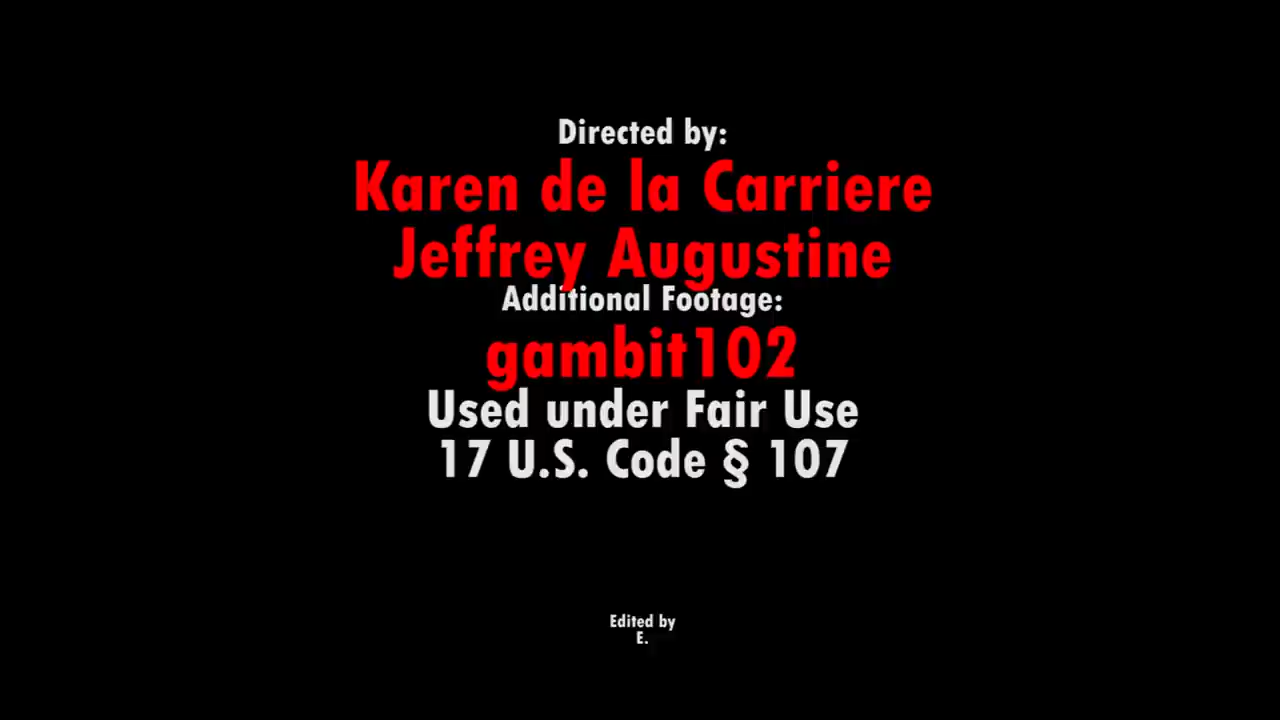 Directed by:
Karen de la Carriere
Jeffrey Augustine
Additional Footage:
gambit102
Used under Fair Use
17 U.S. Code § 107
Edited by
E.